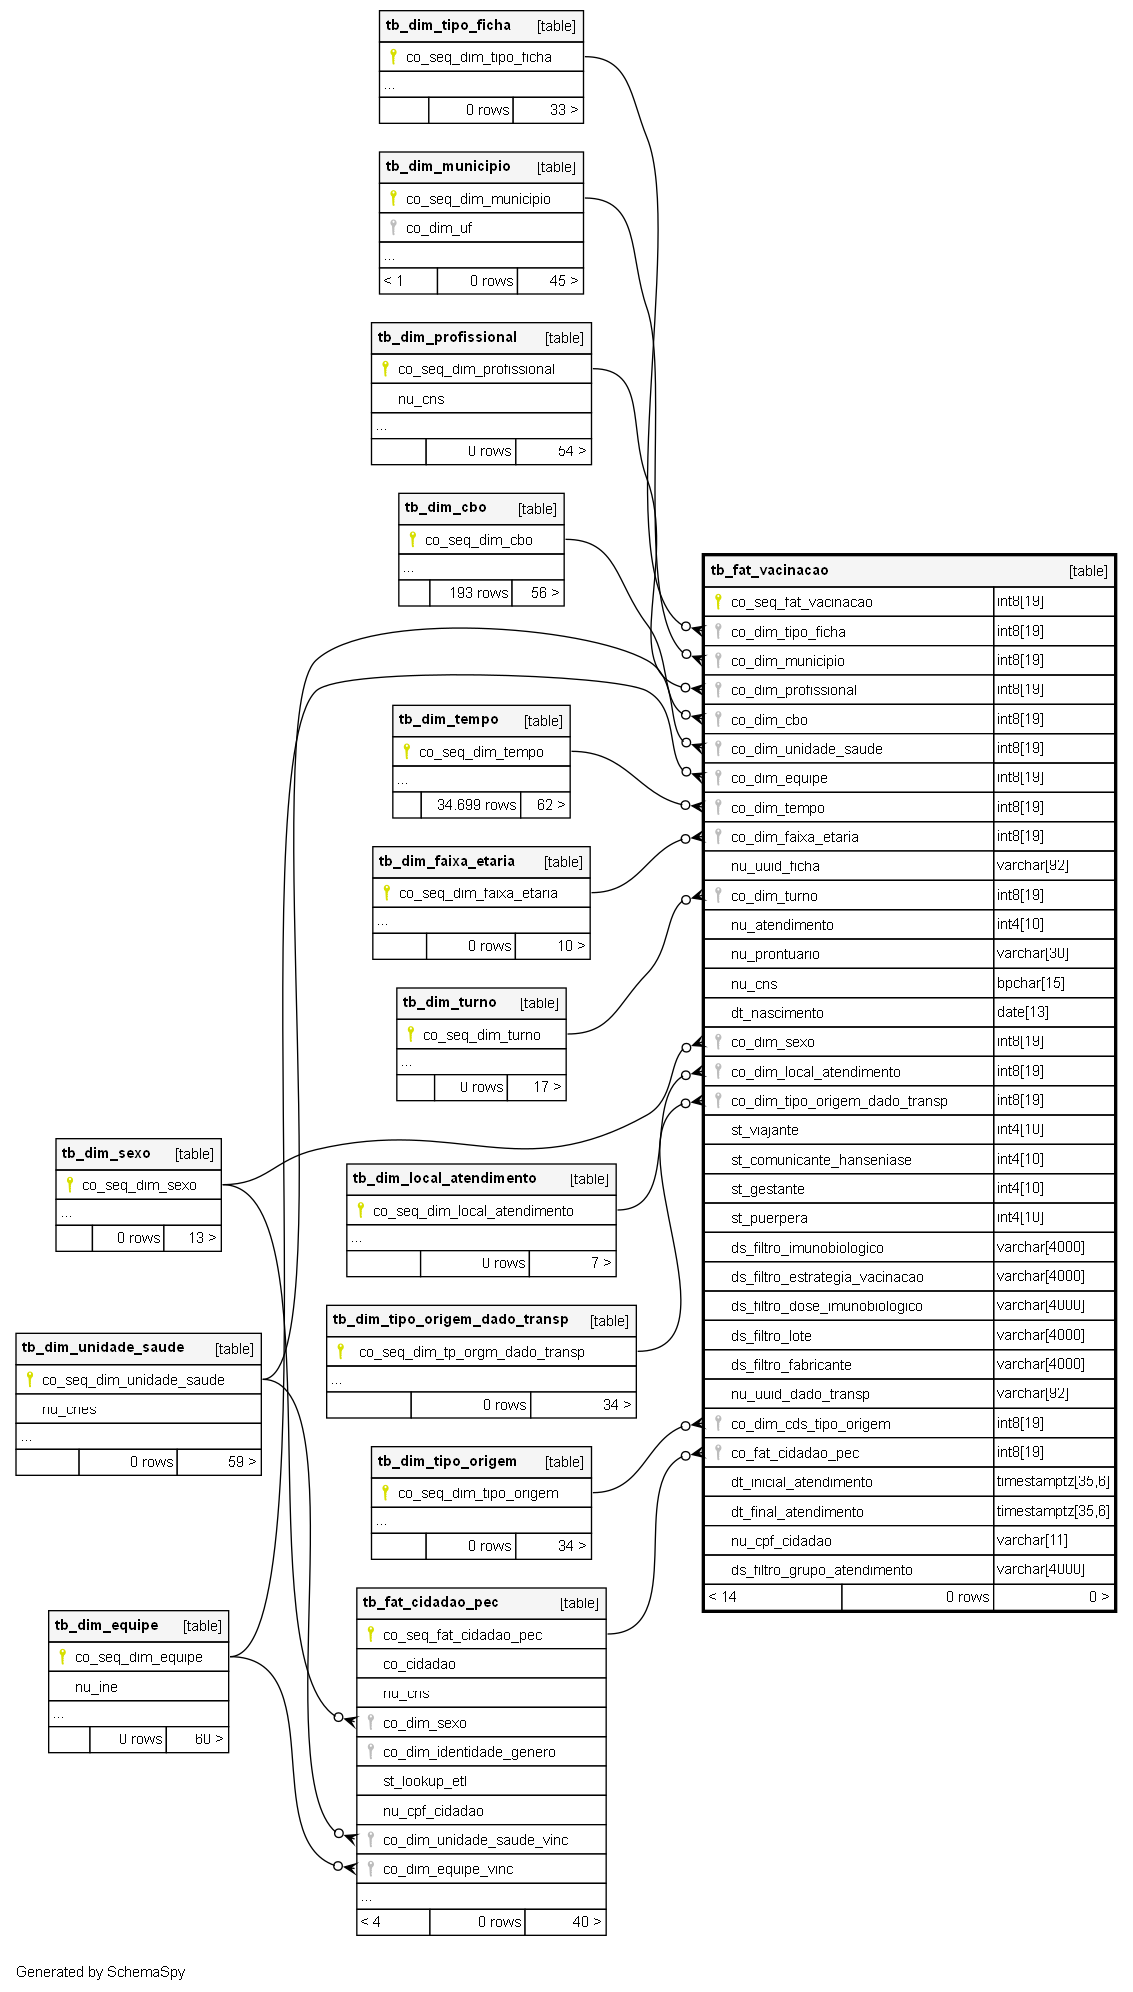 tb_dim_tipo_ficha [table]
co_seq_dim_tipo_ficha
...
0 rows 33 >
tb_dim_municipio [table]
co_seq_dim_municipio
co_dim_uf
...
< 1 0 rows 45 >
tb_dim_profissional [table]
co_seq_dim_profissional
nu_cns
...
0 rows 54 >
tb_dim_cbo [table]
co_seq_dim_cbo
...
193 rows 56 >
tb_dim_tempo [table]
co_seq_dim_tempo
...
34.699 rows 62 >
tb_dim_faixa_etaria [table]
co_seq_dim_faixa_etaria
...
0 rows 10 >
tb_dim_turno [table]
co_seq_dim_turno
...
0 rows 17 >
tb_dim_sexo [table]
co_seq_dim_sexo
...
0 rows 13 >
tb_dim_local_atendimento [table]
co_seq_dim_local_atendimento
...
0 rows 7 >
tb_dim_tipo_origem_dado_transp [table]
co_seq_dim_tp_orgm_dado_transp
...
0 rows 34 >
tb_dim_unidade_saude [table]
co_seq_dim_unidade_saude
nu_cnes
...
0 rows 59 >
tb_dim_tipo_origem [table]
co_seq_dim_tipo_origem
...
0 rows 34 >
tb_dim_equipe [table]
co_seq_dim_equipe
nu_ine
...
0 rows 60 >
tb_fat_cidadao_pec [table]
co_seq_fat_cidadao_pec
co_cidadao
nu_cns
co_dim_sexo
co_dim_identidade_genero
st_lookup_etl
nu_cpf_cidadao
co_dim_unidade_saude_vinc
co_dim_equipe_vinc
...
< 4 0 rows 40 >
tb_fat_vacinacao [table]
co_seq_fat_vacinacao int8[19]
co_dim_tipo_ficha int8[19]
co_dim_municipio int8[19]
co_dim_profissional int8[19]
co_dim_cbo int8[19]
co_dim_unidade_saude int8[19]
co_dim_equipe int8[19]
co_dim_tempo int8[19]
co_dim_faixa_etaria int8[19]
nu_uuid_ficha varchar[92]
co_dim_turno int8[19]
nu_atendimento int4[10]
nu_prontuario varchar[30]
nu_cns bpchar[15]
dt_nascimento date[13]
co_dim_sexo int8[19]
co_dim_local_atendimento int8[19]
co_dim_tipo_origem_dado_transp int8[19]
st_viajante int4[10]
st_comunicante_hanseniase int4[10]
st_gestante int4[10]
st_puerpera int4[10]
ds_filtro_imunobiologico varchar[4000]
ds_filtro_estrategia_vacinacao varchar[4000]
ds_filtro_dose_imunobiologico varchar[4000]
ds_filtro_lote varchar[4000]
ds_filtro_fabricante varchar[4000]
nu_uuid_dado_transp varchar[92]
co_dim_cds_tipo_origem int8[19]
co_fat_cidadao_pec int8[19]
dt_inicial_atendimento timestamptz[35,6]
dt_final_atendimento timestamptz[35,6]
nu_cpf_cidadao varchar[11]
ds_filtro_grupo_atendimento varchar[4000]
< 14 0 rows 0 >
Generated by SchemaSpy